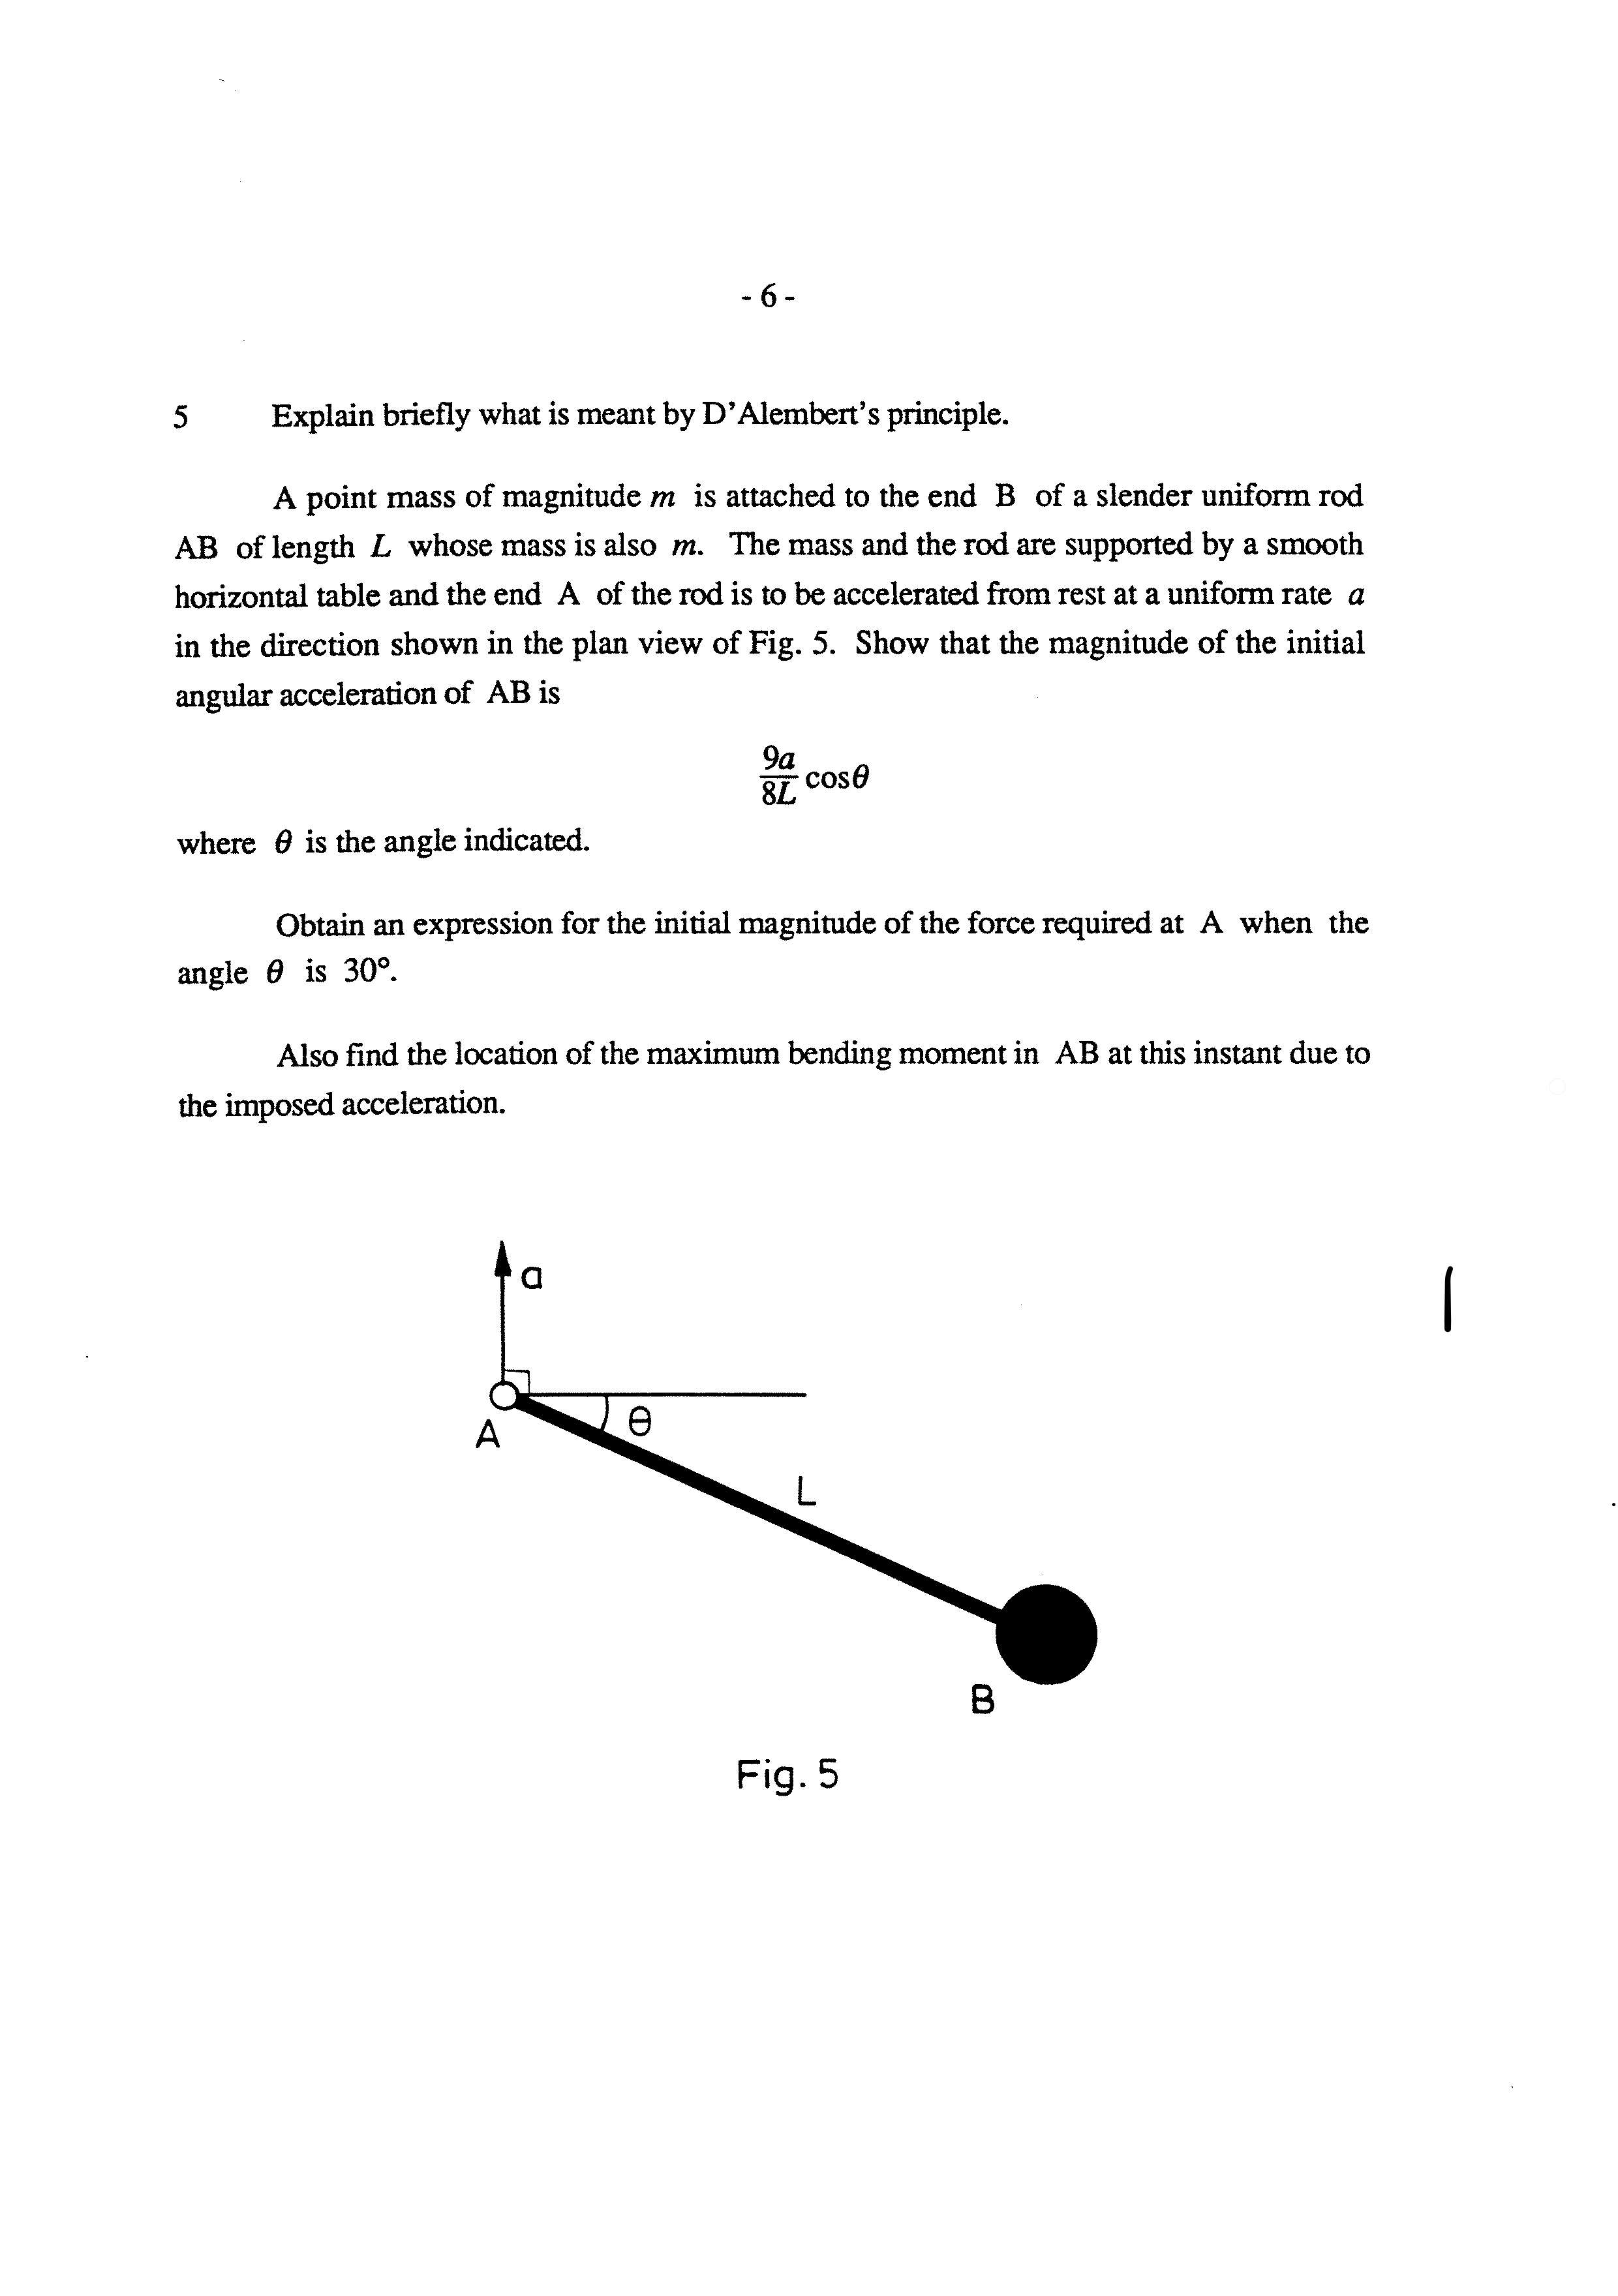 - 6 -
5 Explain briefly what is meant by D'Alembert's principle.
A point mass of magnitude m is attached to the end B of a slender uniform rod
AB of length L whose mass is also m. The mass and the rod are supported by a smooth
horizontal table and the end A of the rod is to be accelerated from rest at a uniform rate a
in the direction shown in the plan view of Fig. 5. Show that the magnitude of the initial
angular acceleration of AB is
9a/8L cosθ
where θ is the angle indicated.
Obtain an expression for the initial magnitude of the force required at A when the
angle θ is 30°.
Also find the location of the maximum bending moment in AB at this instant due to
the imposed acceleration.
a
A
θ
L
B
Fig. 5